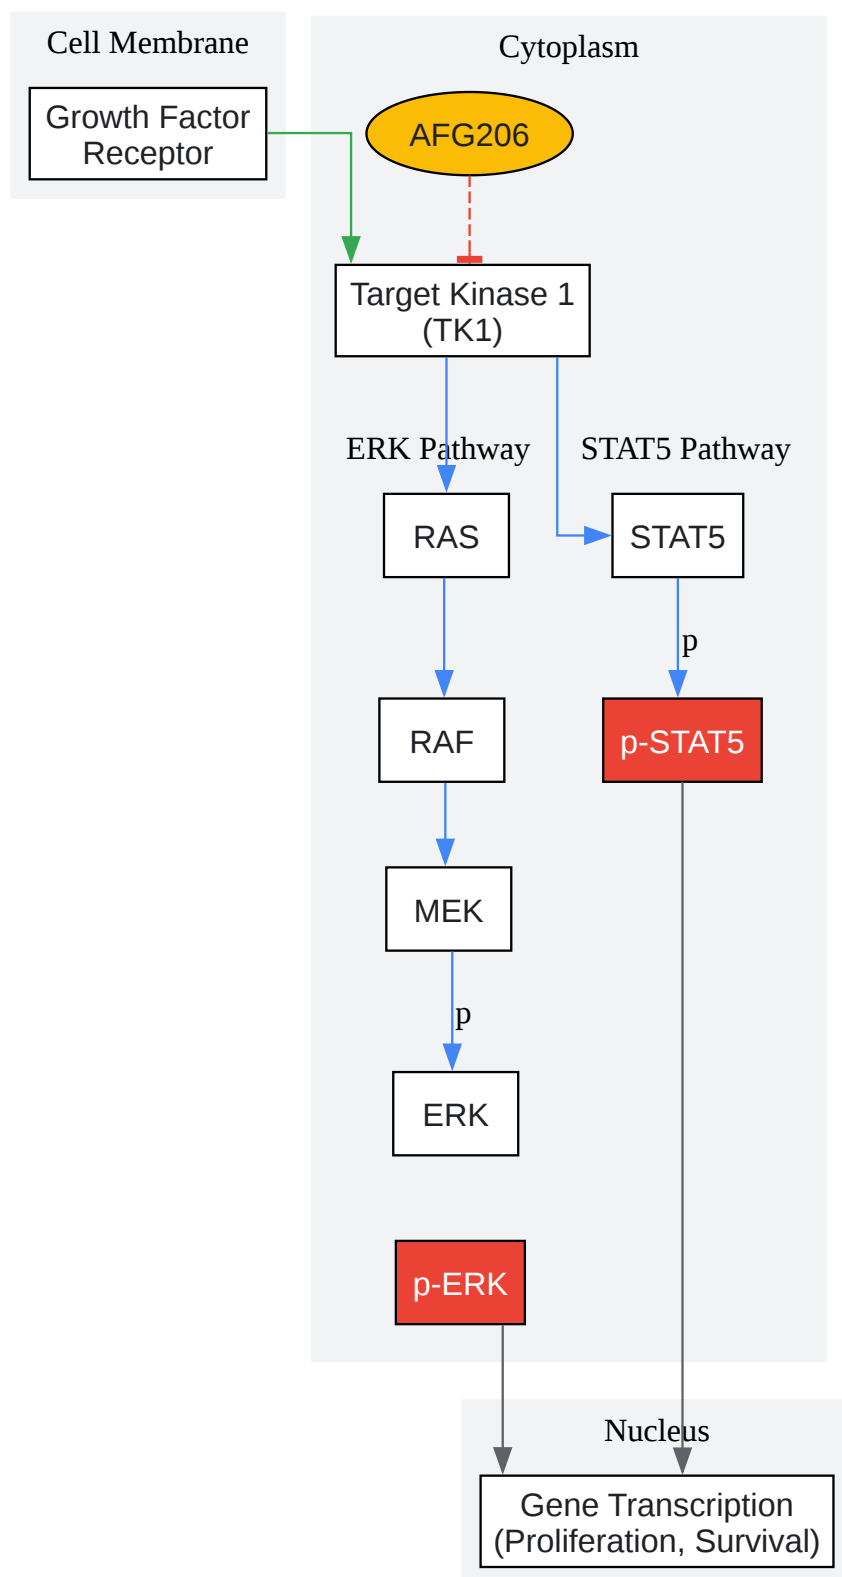 Cell Membrane
Cytoplasm
Growth Factor
Receptor
AFG206
Target Kinase 1
(TK1)
ERK Pathway
STAT5 Pathway
RAS
STAT5
p
RAF
p-STAT5
MEK
p
ERK
p-ERK
Nucleus
Gene Transcription
(Proliferation, Survival)